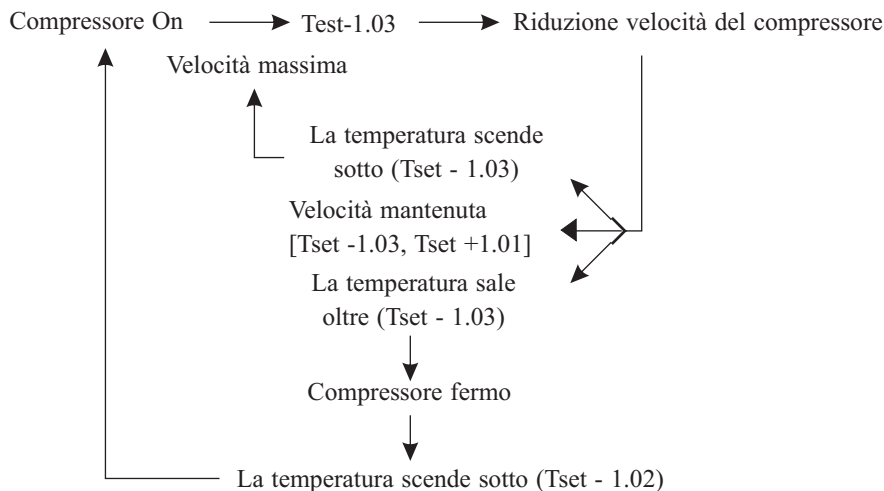 Compressore On
Test-1.03
Riduzione velocità del compressore
Velocità massima
La temperatura scende
sotto (Tset - 1.03)
Velocità mantenuta
[Tset -1.03, Tset +1.01]
La temperatura sale
oltre (Tset - 1.03)
Compressore fermo
La temperatura scende sotto (Tset - 1.02)